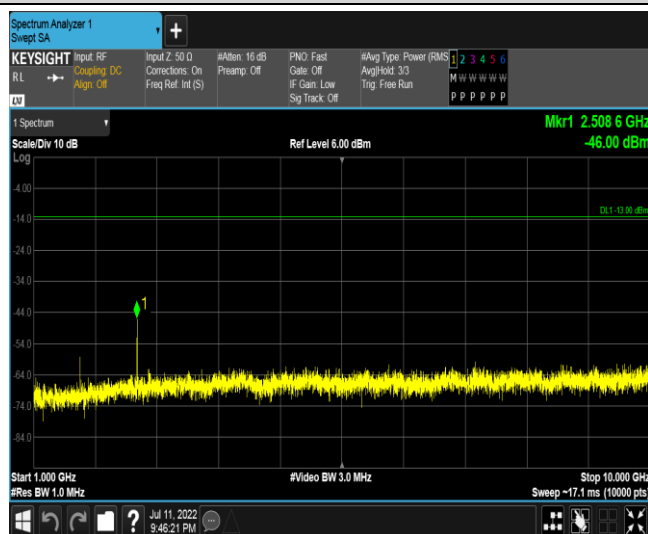 Spectrum Analyzer 1
Swept SA
+
KEYSIGHT
RL
LXI
Input: RF
Coupling: DC
Align: Off
Input Z: 50 Ω
Corrections: On
Freq Ref: Int (S)
#Atten: 16 dB
Preamp: Off
PNO: Fast
Gate: Off
IF Gain: Low
Sig Track: Off
#Avg Type: Power (RMS
Avg|Hold: 3/3
Trig: Free Run
1 2 3 4 5 6
M W W W W W
P P P P P P
1 Spectrum
Scale/Div 10 dB
Ref Level 6.00 dBm
Mkr1 2.508 6 GHz
-46.00 dBm
Log
-4.00
DL1 -13.00 dBm
-14.0
-24.0
-34.0
1
-44.0
-54.0
-64.0
-74.0
-84.0
Start 1.000 GHz
#Video BW 3.0 MHz
Stop 10.000 GHz
#Res BW 1.0 MHz
Sweep ~17.1 ms (10000 pts)
?
Jul 11, 2022
9:46:21 PM